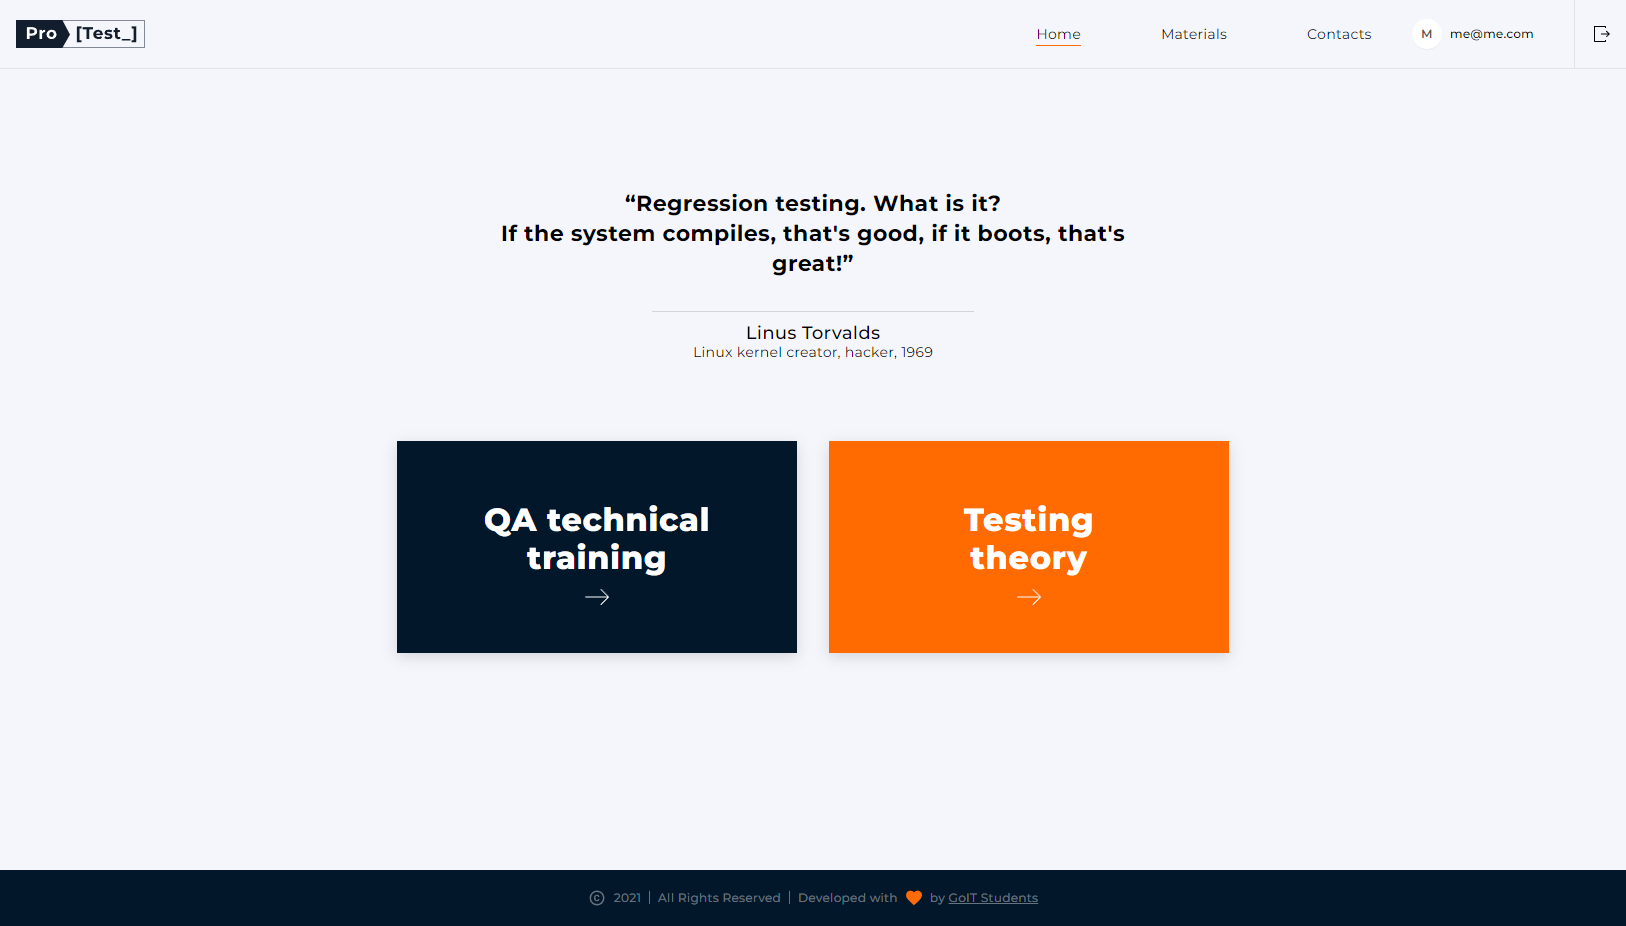 Pro [Test_]
Home Materials Contacts M me@me.com
“Regression testing. What is it?
If the system compiles, that's good, if it boots, that's
great!”
Linus Torvalds
Linux kernel creator, hacker, 1969
QA technical
training
Testing
theory
© 2021 | All Rights Reserved | Developed with 🧡 by GoIT Students